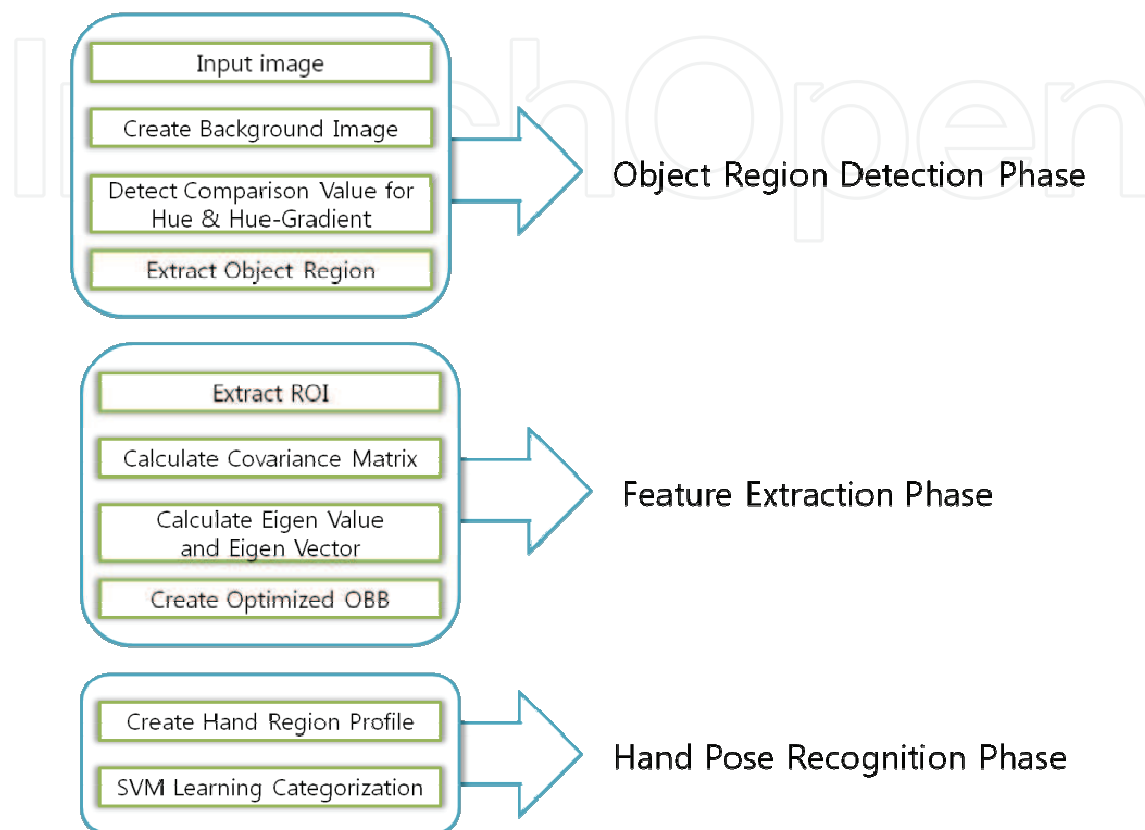 Input image
Create Background Image
Detect Comparison Value for
Hue & Hue-Gradient
Extract Object Region
Object Region Detection Phase
Extract ROI
Calculate Covariance Matrix
Calculate Eigen Value
and Eigen Vector
Create Optimized OBB
Feature Extraction Phase
Create Hand Region Profile
SVM Learning Categorization
Hand Pose Recognition Phase